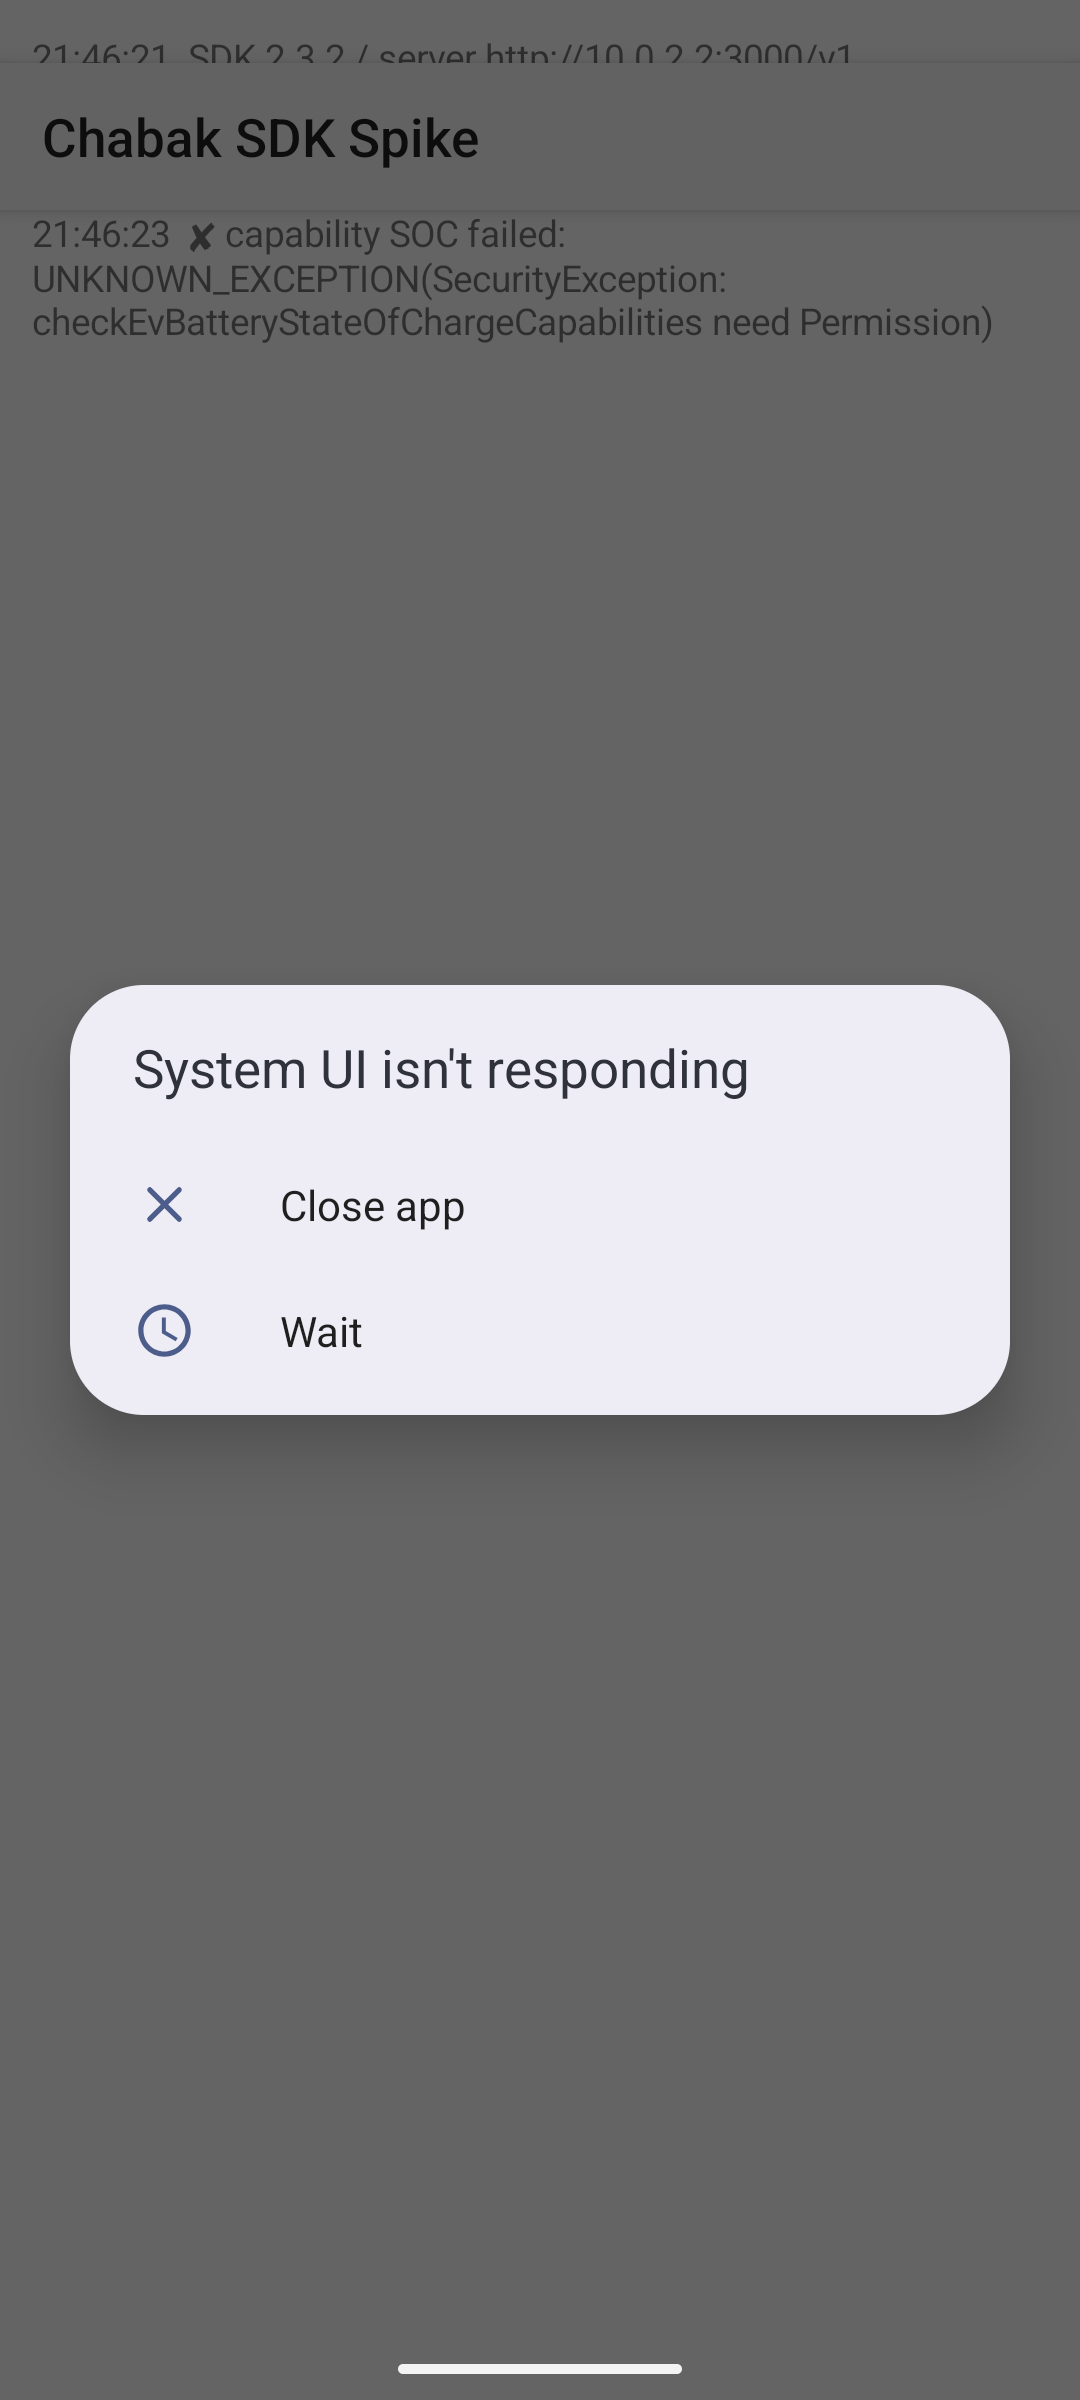 21:46:21 SDK 2.3.2 / server http://10.0.2.2:3000/v1
Chabak SDK Spike
21:46:23 ✘ capability SOC failed:
UNKNOWN_EXCEPTION(SecurityException:
checkEvBatteryStateOfChargeCapabilities need Permission)
System UI isn't responding
Close app
Wait